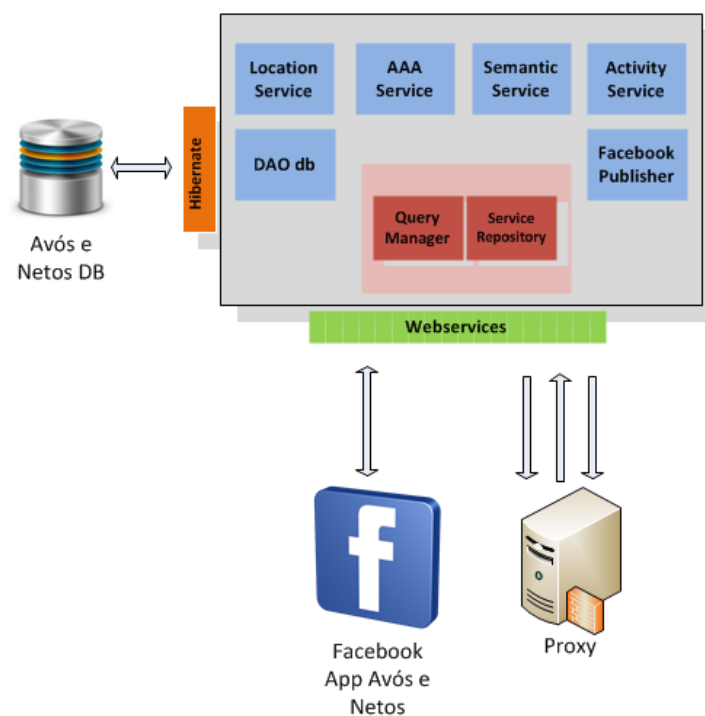 Location
Service
AAA
Service
Semantic
Service
Activity
Service
Hibernate
DAO db
Facebook
Publisher
Query
Manager
Service
Repository
Avós e
Netos DB
Webservices
f
Facebook
App Avós e
Netos
Proxy